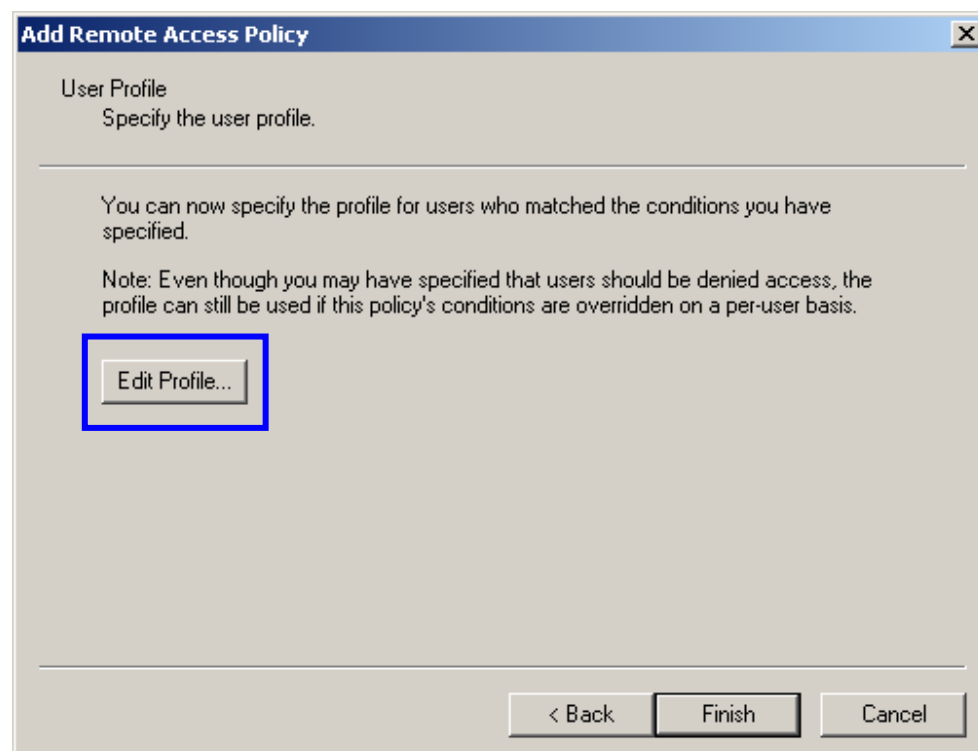 Add Remote Access Policy
User Profile
Specify the user profile.
You can now specify the profile for users who matched the conditions you have
specified.
Note: Even though you may have specified that users should be denied access, the
profile can still be used if this policy's conditions are overridden on a per-user basis.
Edit Profile...
< Back
Finish
Cancel